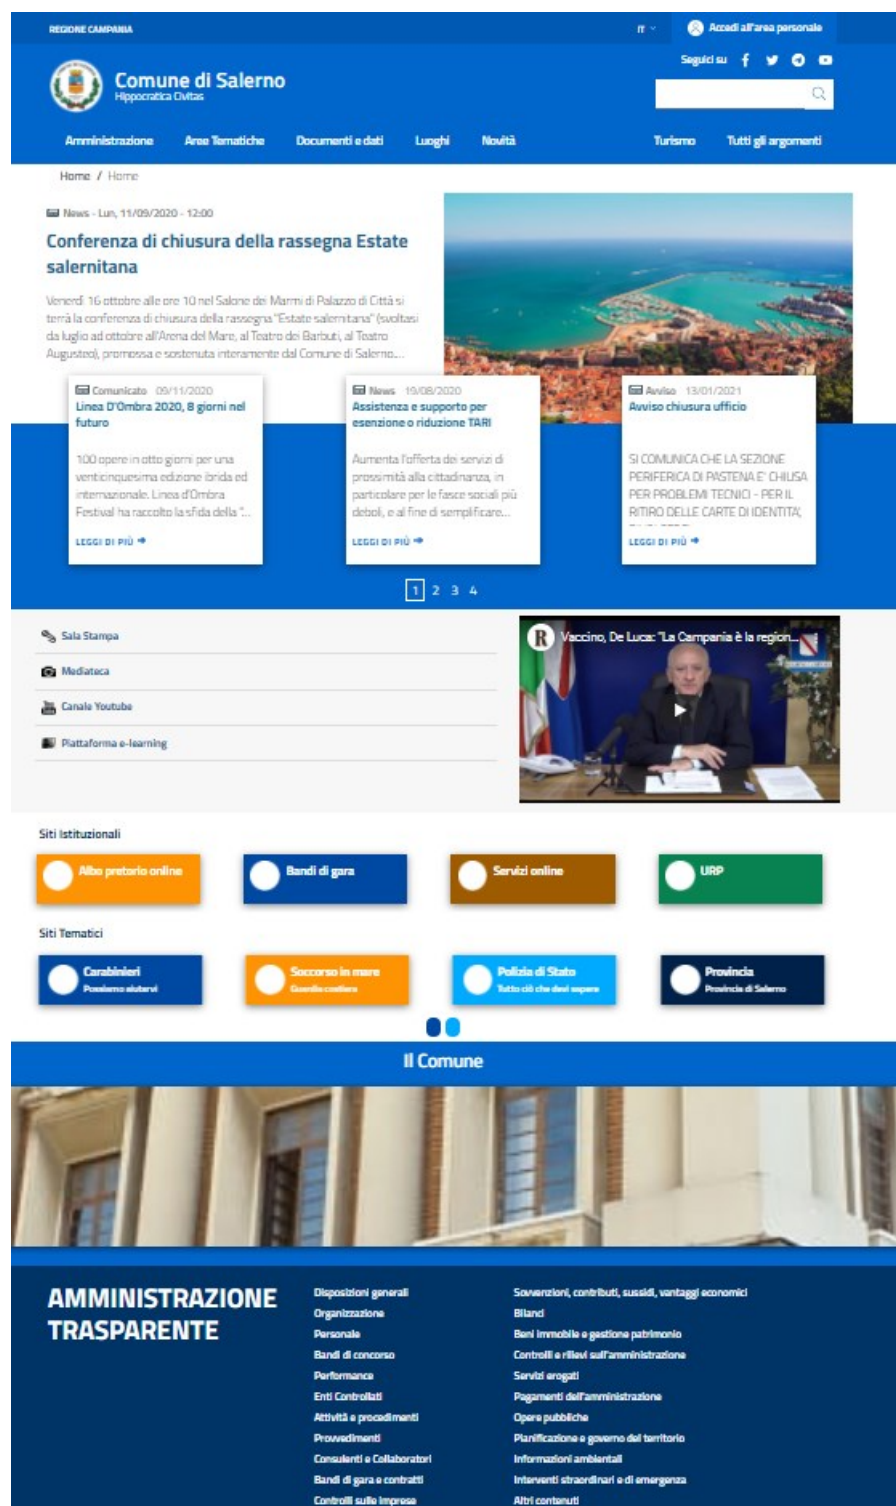 REGIONE CAMPANIA
IT
Accedi all'area personale
Seguici su
Comune di Salerno
Hippocratica Civitas
Amministrazione Aree Tematiche Documenti e dati Luoghi Novità Turismo Tutti gli argomenti
Home / Home
News - Lun, 11/09/2020 - 12:00
Conferenza di chiusura della rassegna Estate
salernitana
Venerdì 16 ottobre alle ore 10 nel Salone dei Marmi di Palazzo di Città si
terrà la conferenza di chiusura della rassegna "Estate salernitana" (svoltasi
da luglio ad ottobre all'Arena del Mare, al Teatro dei Barbuti, al Teatro
Augusteo), promossa e sostenuta interamente dal Comune di Salerno....
Comunicato 09/11/2020
Linea D'Ombra 2020, 8 giorni nel
futuro
100 opere in otto giorni per una
venticinquesima edizione ibrida ed
internazionale. Linea d'Ombra
Festival ha raccolto la sfida della "...
LEGGI DI PIÙ
News 19/08/2020
Assistenza e supporto per
esenzione o riduzione TARI
Aumenta l'offerta dei servizi di
prossimità alla cittadinanza, in
particolare per le fasce sociali più
deboli, e al fine di semplificare...
LEGGI DI PIÙ
Avviso 13/01/2021
Avviso chiusura ufficio
SI COMUNICA CHE LA SEZIONE
PERIFERICA DI PASTENA E' CHIUSA
PER PROBLEMI TECNICI - PER IL
RITIRO DELLE CARTE DI IDENTITA',
LEGGI DI PIÙ
1 2 3 4
Sala Stampa
Mediateca
Canale Youtube
Piattaforma e-learning
R Vaccino, De Luca: "La Campania è la region...
Siti Istituzionali
Albo pretorio online
Bandi di gara
Servizi online
URP
Siti Tematici
Carabinieri
Possiamo aiutarvi
Soccorso in mare
Guardia costiera
Polizia di Stato
Tutto ciò che devi sapere
Provincia
Provincia di Salerno
Il Comune
AMMINISTRAZIONE
TRASPARENTE
Disposizioni generali
Organizzazione
Personale
Bandi di concorso
Performance
Enti Controllati
Attività e procedimenti
Provvedimenti
Consulenti e Collaboratori
Bandi di gara e contratti
Controlli sulle imprese
Sovvenzioni, contributi, sussidi, vantaggi economici
Bilanci
Beni immobile e gestione patrimonio
Controlli e rilievi sull'amministrazione
Servizi erogati
Pagamenti dell'amministrazione
Opere pubbliche
Pianificazione e governo del territorio
Informazioni ambientali
Interventi straordinari e di emergenza
Altri contenuti